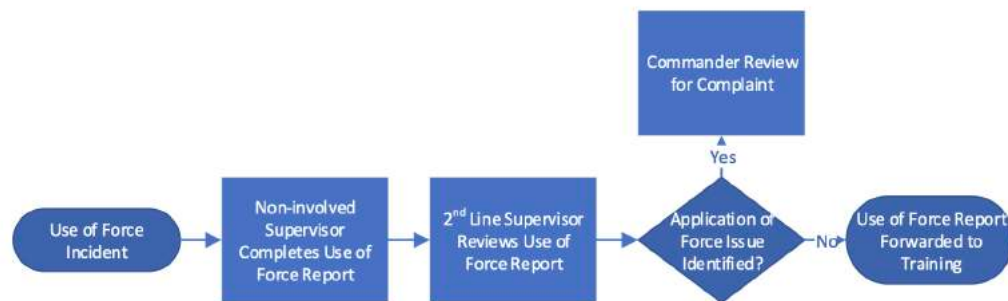 Commander Review
for Complaint
Yes
Use of Force
Incident
Non-involved
Supervisor
Completes Use of
Force Report
2nd Line Supervisor
Reviews Use of
Force Report
Application of
Force Issue
Identified?
No
Use of Force Report
Forwarded to
Training